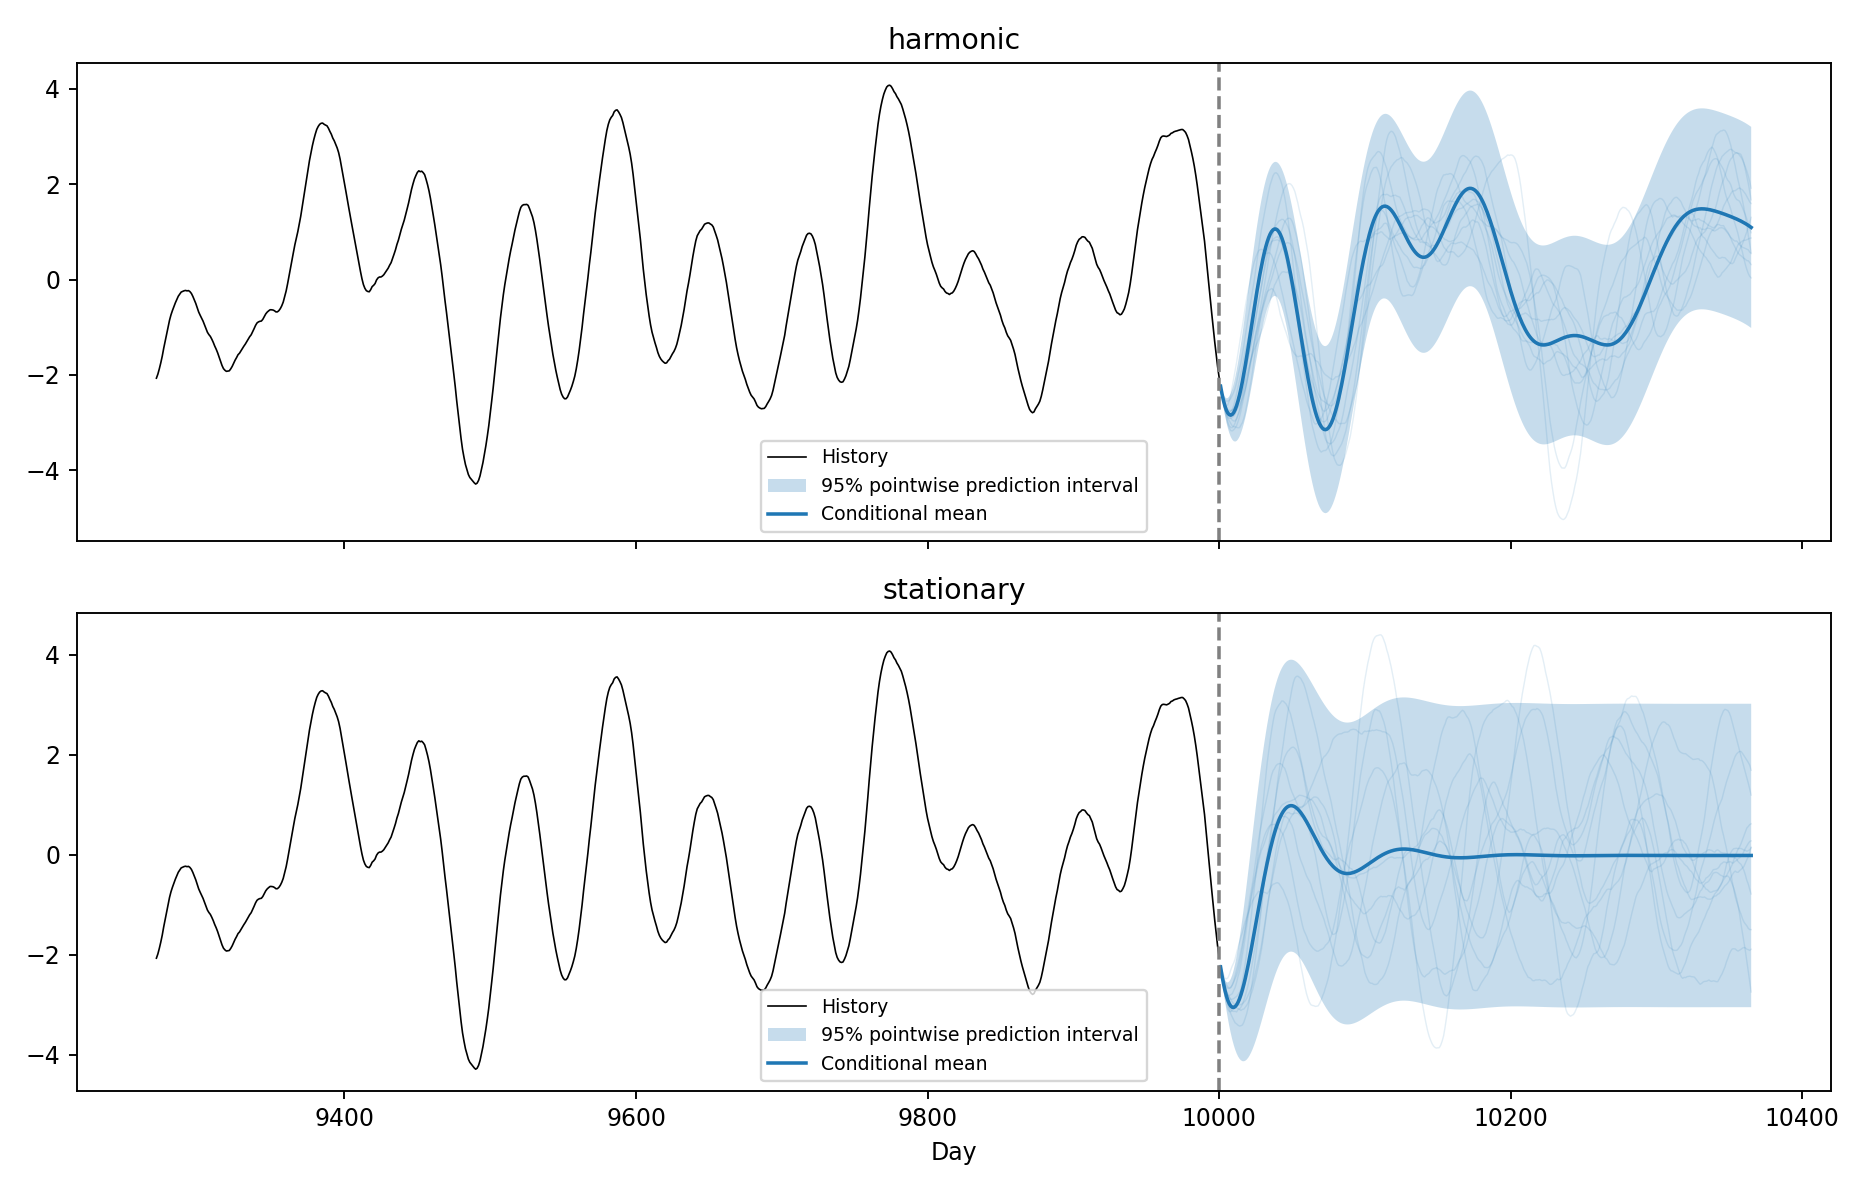 harmonic
4
2
0
−2
−4
History
95% pointwise prediction interval
Conditional mean
stationary
4
2
0
−2
−4
History
95% pointwise prediction interval
Conditional mean
9400 9600 9800 10000 10200 10400
Day